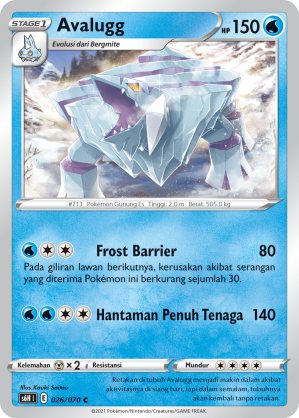 STAGE 1
Avalugg
HP 150
Evolusi dari Bergmite
#713 Pokémon Gunung Es Tinggi: 2.0 m Berat: 505.0 kg
Frost Barrier 80
Pada giliran lawan berikutnya, kerusakan akibat serangan
yang diterima Pokémon ini berkurang sejumlah 30.
Hantaman Penuh Tenaga 140
Kelemahan ×2 Resistansi Mundur
Illus. Kouki Saitou
S6H I E 026/070 C
Retakan di tubuh Avalugg menjadi makin dalam akibat
aktivitasnya di siang hari, tapi dalam semalam, tubuhnya
akan kembali tanpa retakan.
©2021 Pokémon/Nintendo/Creatures/GAME FREAK